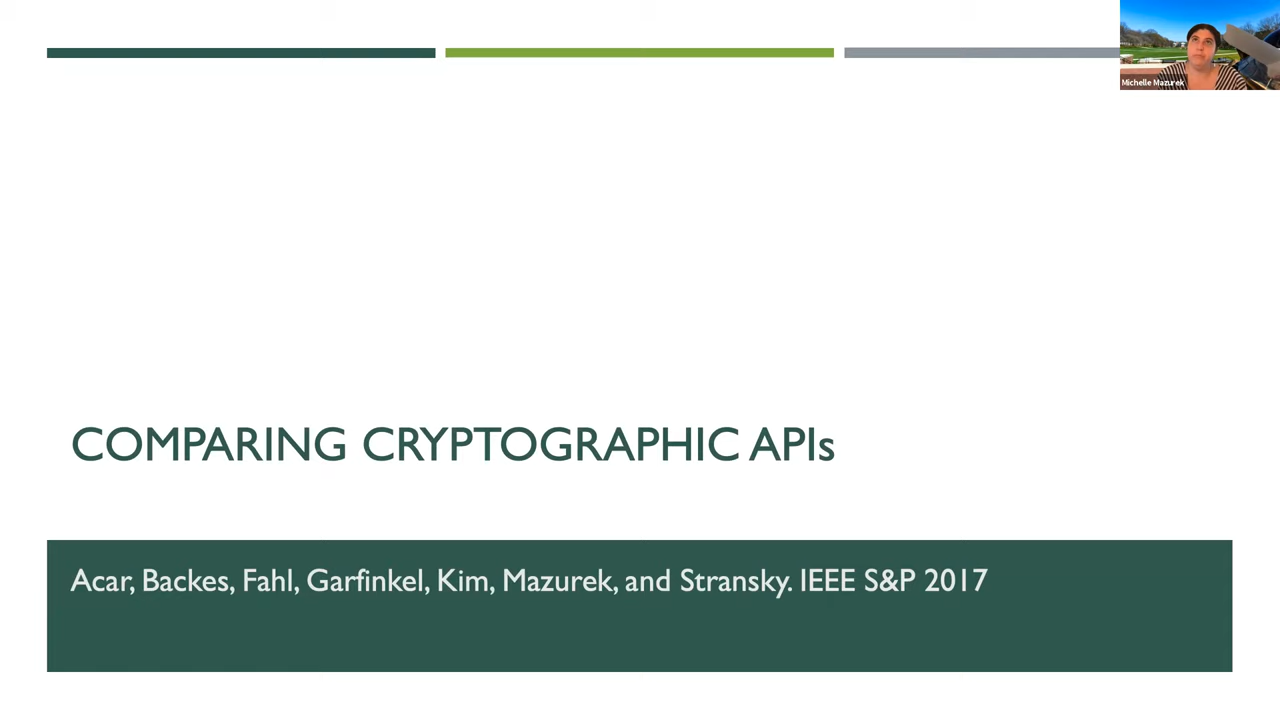 Michelle Mazurek
COMPARING CRYPTOGRAPHIC APIs
Acar, Backes, Fahl, Garfinkel, Kim, Mazurek, and Stransky. IEEE S&P 2017